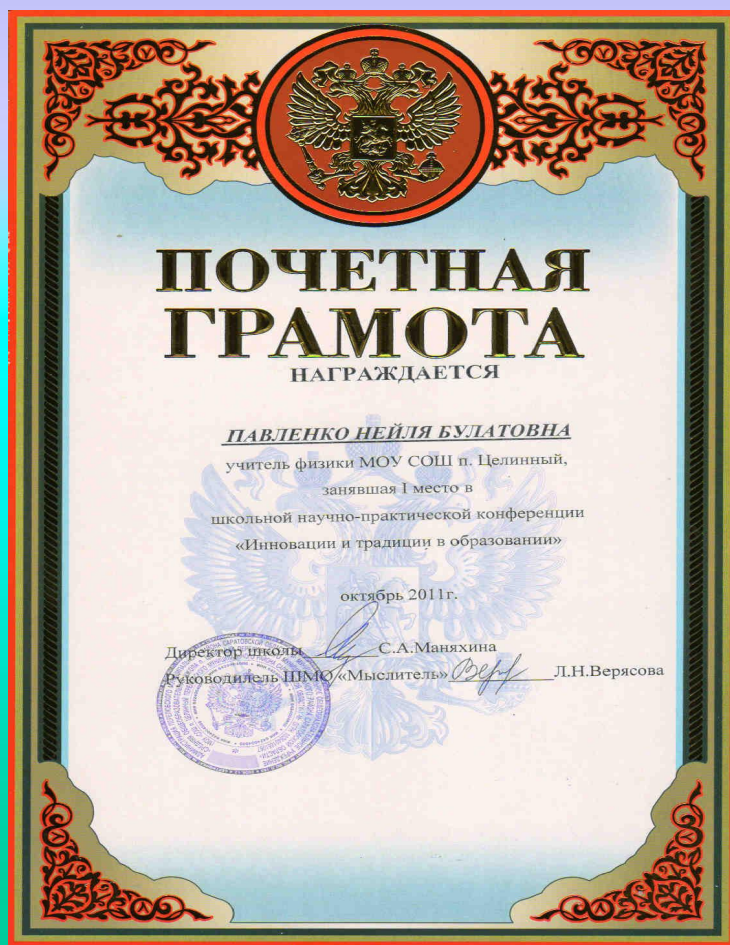 ПОЧЕТНАЯ
ГРАМОТА
НАГРАЖДАЕТСЯ
ПАВЛЕНКО НЕЙЛЯ БУЛАТОВНА
учитель физики МОУ СОШ п. Целинный,
занявшая I место в
школьной научно-практической конференции
«Инновации и традиции в образовании»
октябрь 2011г.
Директор школы С.А.Маняхина
Руководитель ШМО «Мыслитель» Л.Н.Верясова